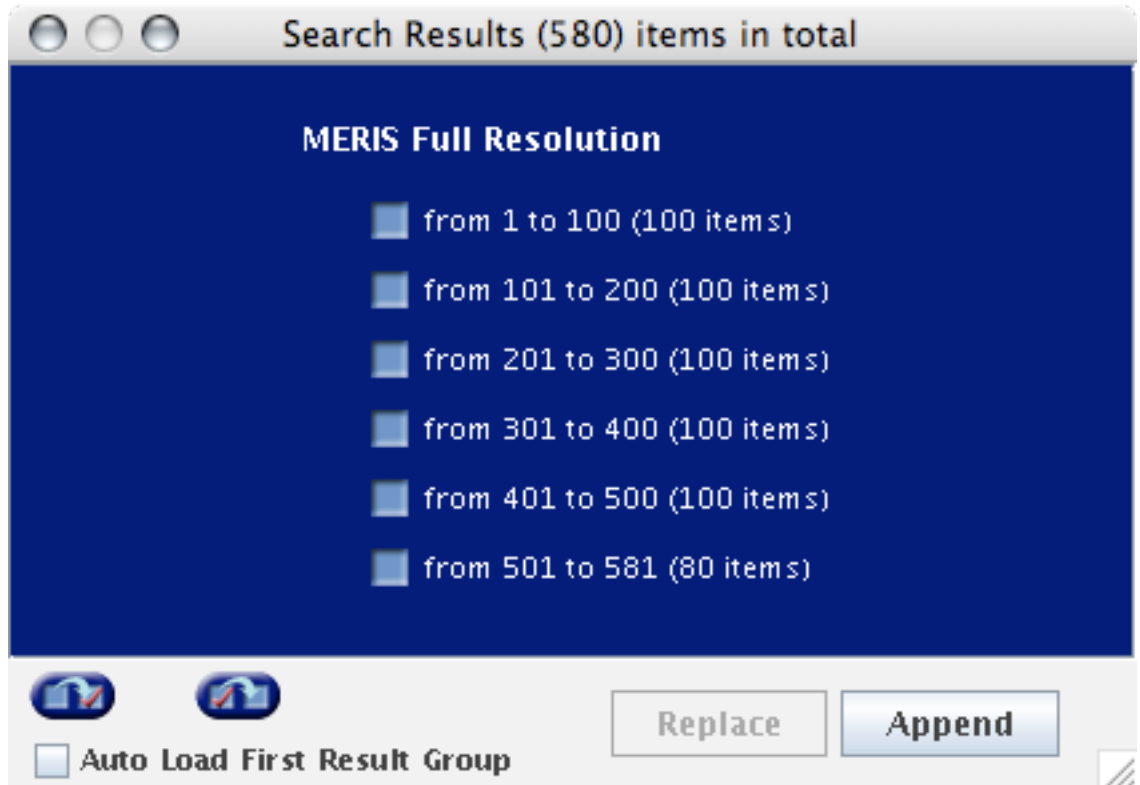 Search Results (580) items in total
MERIS Full Resolution
from 1 to 100 (100 items)
from 101 to 200 (100 items)
from 201 to 300 (100 items)
from 301 to 400 (100 items)
from 401 to 500 (100 items)
from 501 to 581 (80 items)
Replace Append
Auto Load First Result Group